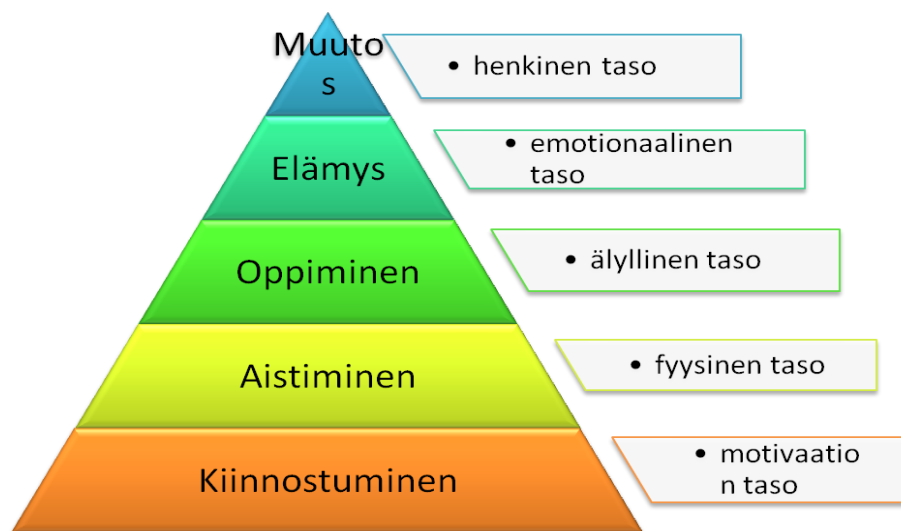 Muuto
s
• henkinen taso
Elämys
• emotionaalinen
taso
Oppiminen
• älyllinen taso
Aistiminen
• fyysinen taso
Kiinnostuminen
• motivaatio
n taso